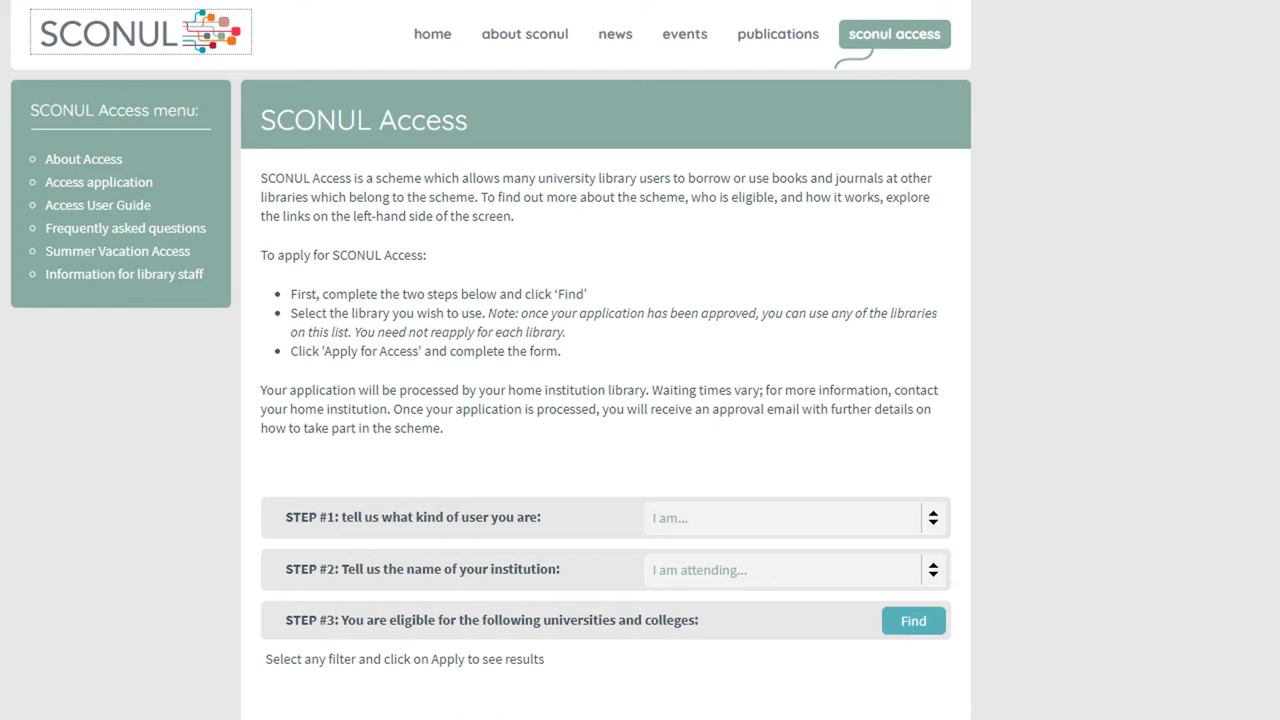 SCONUL
home about sconul news events publications sconul access
SCONUL Access menu:
About Access
Access application
Access User Guide
Frequently asked questions
Summer Vacation Access
Information for library staff
SCONUL Access
SCONUL Access is a scheme which allows many university library users to borrow or use books and journals at other
libraries which belong to the scheme. To find out more about the scheme, who is eligible, and how it works, explore
the links on the left-hand side of the screen.
To apply for SCONUL Access:
First, complete the two steps below and click ‘Find’
Select the library you wish to use. Note: once your application has been approved, you can use any of the libraries
on this list. You need not reapply for each library.
Click 'Apply for Access' and complete the form.
Your application will be processed by your home institution library. Waiting times vary; for more information, contact
your home institution. Once your application is processed, you will receive an approval email with further details on
how to take part in the scheme.
STEP #1: tell us what kind of user you are: I am...
STEP #2: Tell us the name of your institution: I am attending...
STEP #3: You are eligible for the following universities and colleges: Find
Select any filter and click on Apply to see results